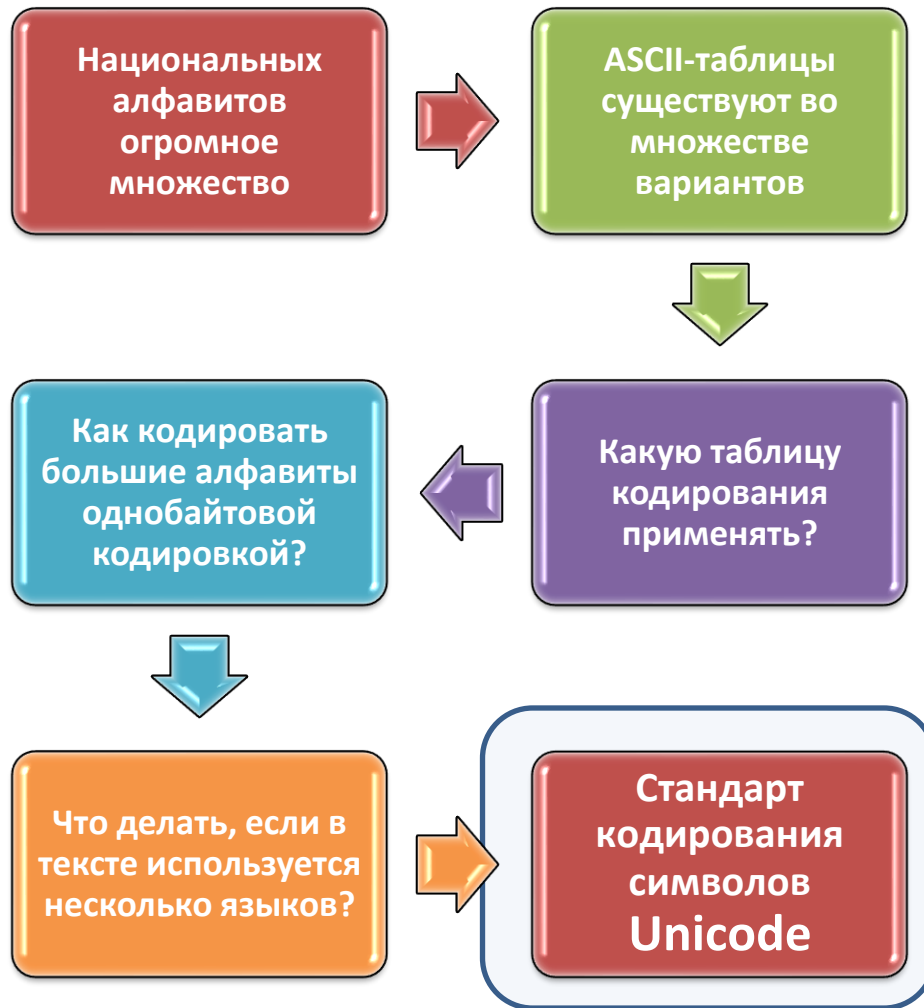 Национальных
алфавитов
огромное
множество
ASCII-таблицы
существуют во
множестве
вариантов
Какую таблицу
кодирования
применять?
Как кодировать
большие алфавиты
однобайтовой
кодировкой?
Что делать, если в
тексте используется
несколько языков?
Стандарт
кодирования
символов
Unicode